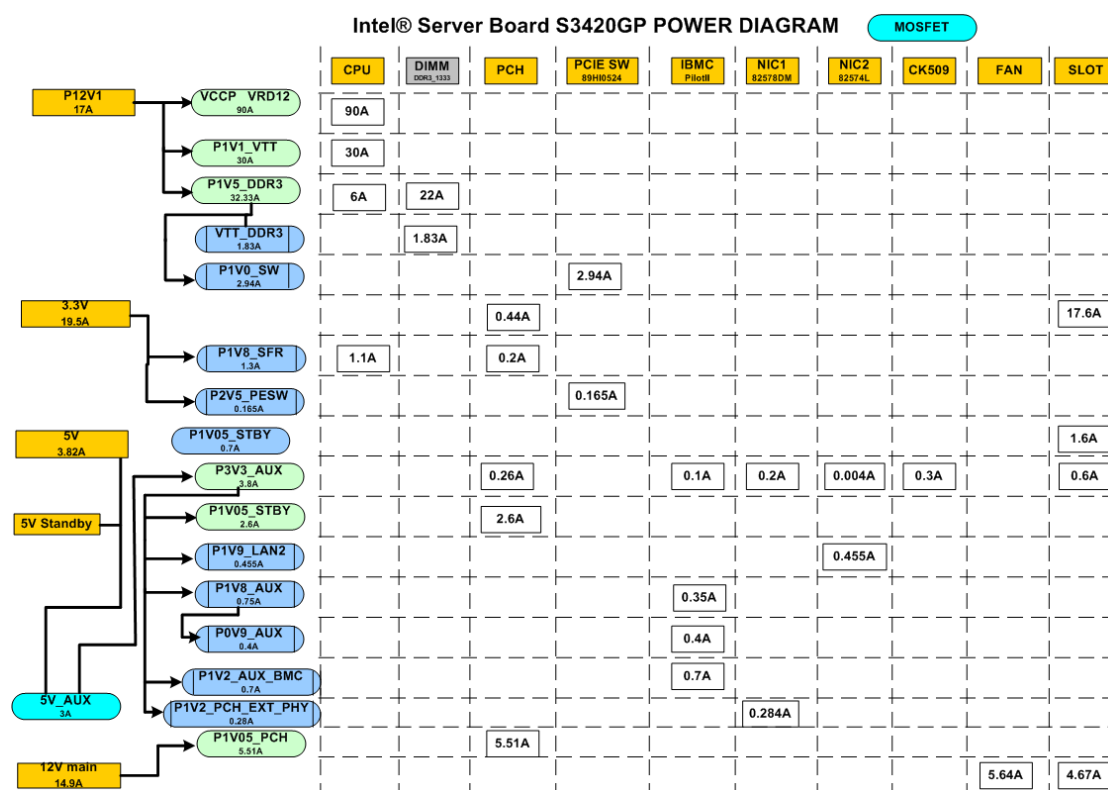 Intel® Server Board S3420GP POWER DIAGRAM
MOSFET
CPU
DIMM
DDR3_1333
PCH
PCIE SW
89HI0524
IBMC
PilotII
NIC1
82578DM
NIC2
82574L
CK509
FAN
SLOT
P12V1
17A
VCCP VRD12
90A
90A
P1V1_VTT
30A
30A
P1V5_DDR3
32.33A
6A
22A
VTT_DDR3
1.83A
1.83A
P1V0_SW
2.94A
2.94A
3.3V
19.5A
0.44A
17.6A
P1V8_SFR
1.3A
1.1A
0.2A
P2V5_PESW
0.165A
0.165A
5V
3.82A
P1V05_STBY
0.7A
1.6A
P3V3_AUX
3.8A
0.26A
0.1A
0.2A
0.004A
0.3A
0.6A
5V Standby
P1V05_STBY
2.6A
2.6A
P1V9_LAN2
0.455A
0.455A
P1V8_AUX
0.75A
0.35A
P0V9_AUX
0.4A
0.4A
P1V2_AUX_BMC
0.7A
0.7A
5V_AUX
3A
P1V2_PCH_EXT_PHY
0.28A
0.284A
P1V05_PCH
5.51A
5.51A
12V main
14.9A
5.64A
4.67A